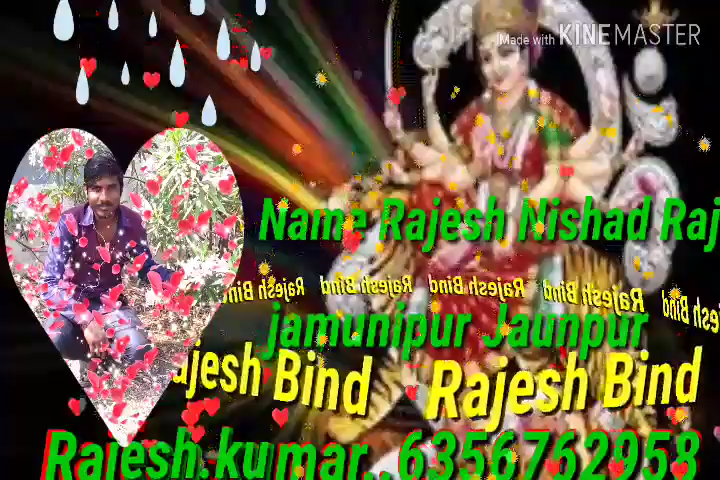 Made with KINEMASTER
Name Rajesh Nishad Raj
Rajesh Bind Rajesh Bind Rajesh Bind Rajesh Bind Rajesh Bind
jamunipur Jaunpur
Rajesh Bind Rajesh Bind
Rajesh.kumar..6356762958